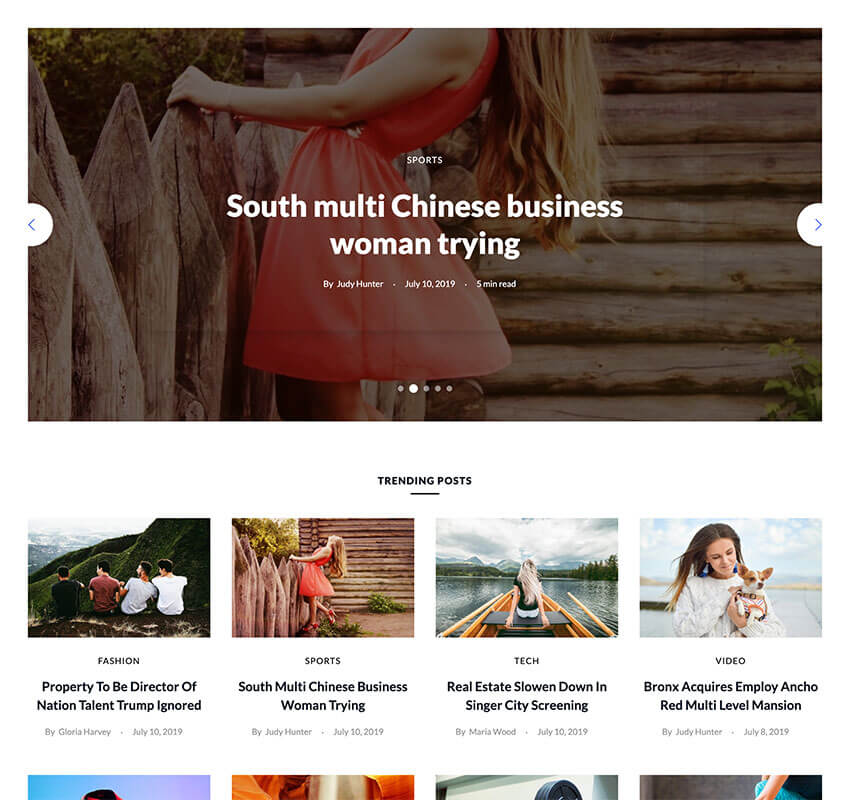 SPORTS
South multi Chinese business
woman trying
By Judy Hunter · July 10, 2019 · 5 min read
TRENDING POSTS
FASHION
Property To Be Director Of
Nation Talent Trump Ignored
By Gloria Harvey · July 10, 2019
SPORTS
South Multi Chinese Business
Woman Trying
By Judy Hunter · July 10, 2019
TECH
Real Estate Slowen Down In
Singer City Screening
By Maria Wood · July 10, 2019
VIDEO
Bronx Acquires Employ Ancho
Red Multi Level Mansion
By Judy Hunter · July 8, 2019